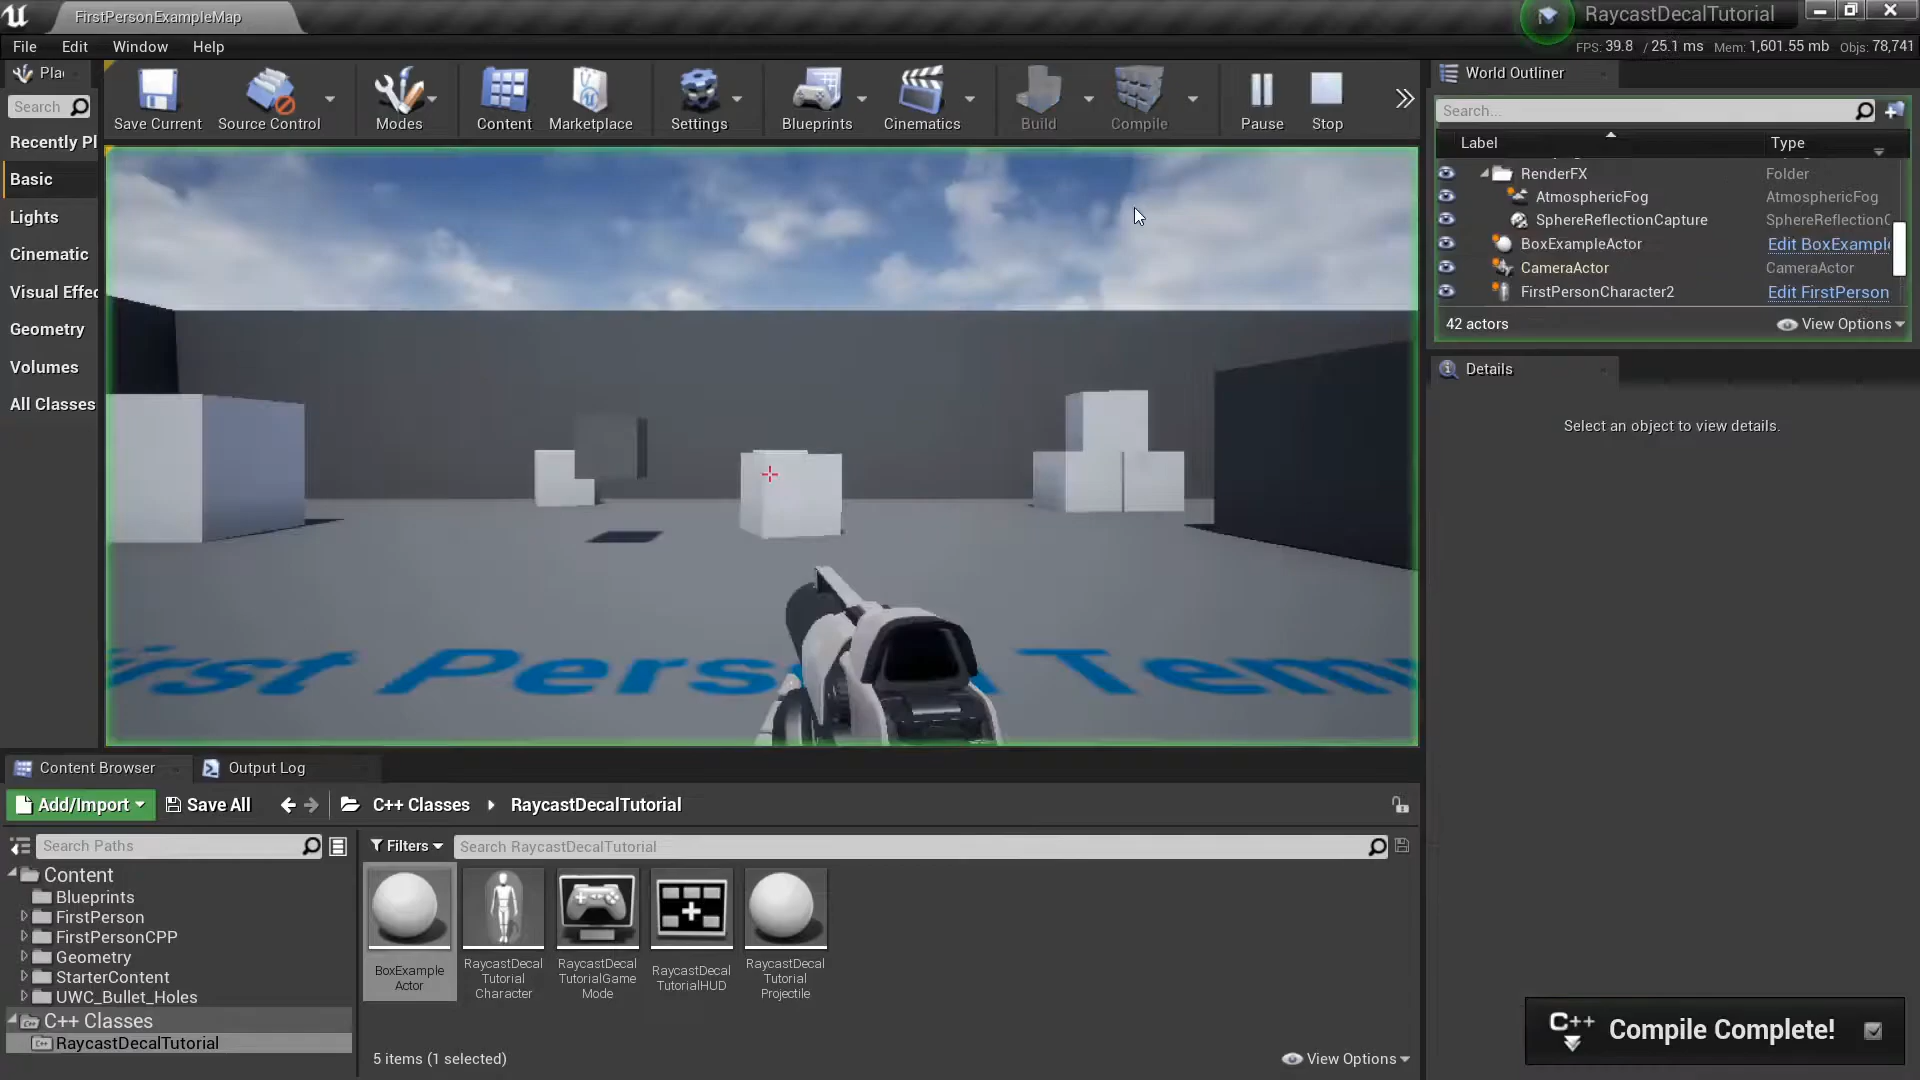 FirstPersonExampleMap
RaycastDecalTutorial
File Edit Window Help
FPS: 39.8 / 25.1 ms Mem: 1,601.55 mb Objs: 78,741
Pla
Search
Recently Pl
Basic
Lights
Cinematic
Visual Effec
Geometry
Volumes
All Classes
Save Current Source Control Modes Content Marketplace Settings Blueprints Cinematics Build Compile Pause Stop
World Outliner
Search...
Label Type
RenderFX Folder
AtmosphericFog AtmosphericFog
SphereReflectionCapture SphereReflectionC
BoxExampleActor Edit BoxExample
CameraActor CameraActor
FirstPersonCharacter2 Edit FirstPerson
42 actors View Options
Details
Select an object to view details.
First Person Temp
Content Browser Output Log
Add/Import Save All C++ Classes RaycastDecalTutorial
Search Paths
Filters Search RaycastDecalTutorial
Content
Blueprints
FirstPerson
FirstPersonCPP
Geometry
StarterContent
UWC_Bullet_Holes
C++ Classes
RaycastDecalTutorial
BoxExample
Actor
RaycastDecal
Tutorial
Character
RaycastDecal
TutorialGame
Mode
RaycastDecal
TutorialHUD
RaycastDecal
Tutorial
Projectile
5 items (1 selected) View Options
C++ Compile Complete!